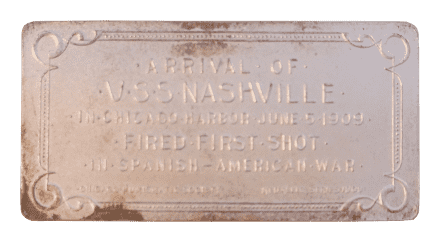 · ARRIVAL · OF ·
· U·S·S NASHVILLE ·
· IN · CHICAGO · HARBOR · JUNE 5 · 1909 ·
· FIRED · FIRST · SHOT ·
· IN · SPANISH - AMERICAN · WAR ·